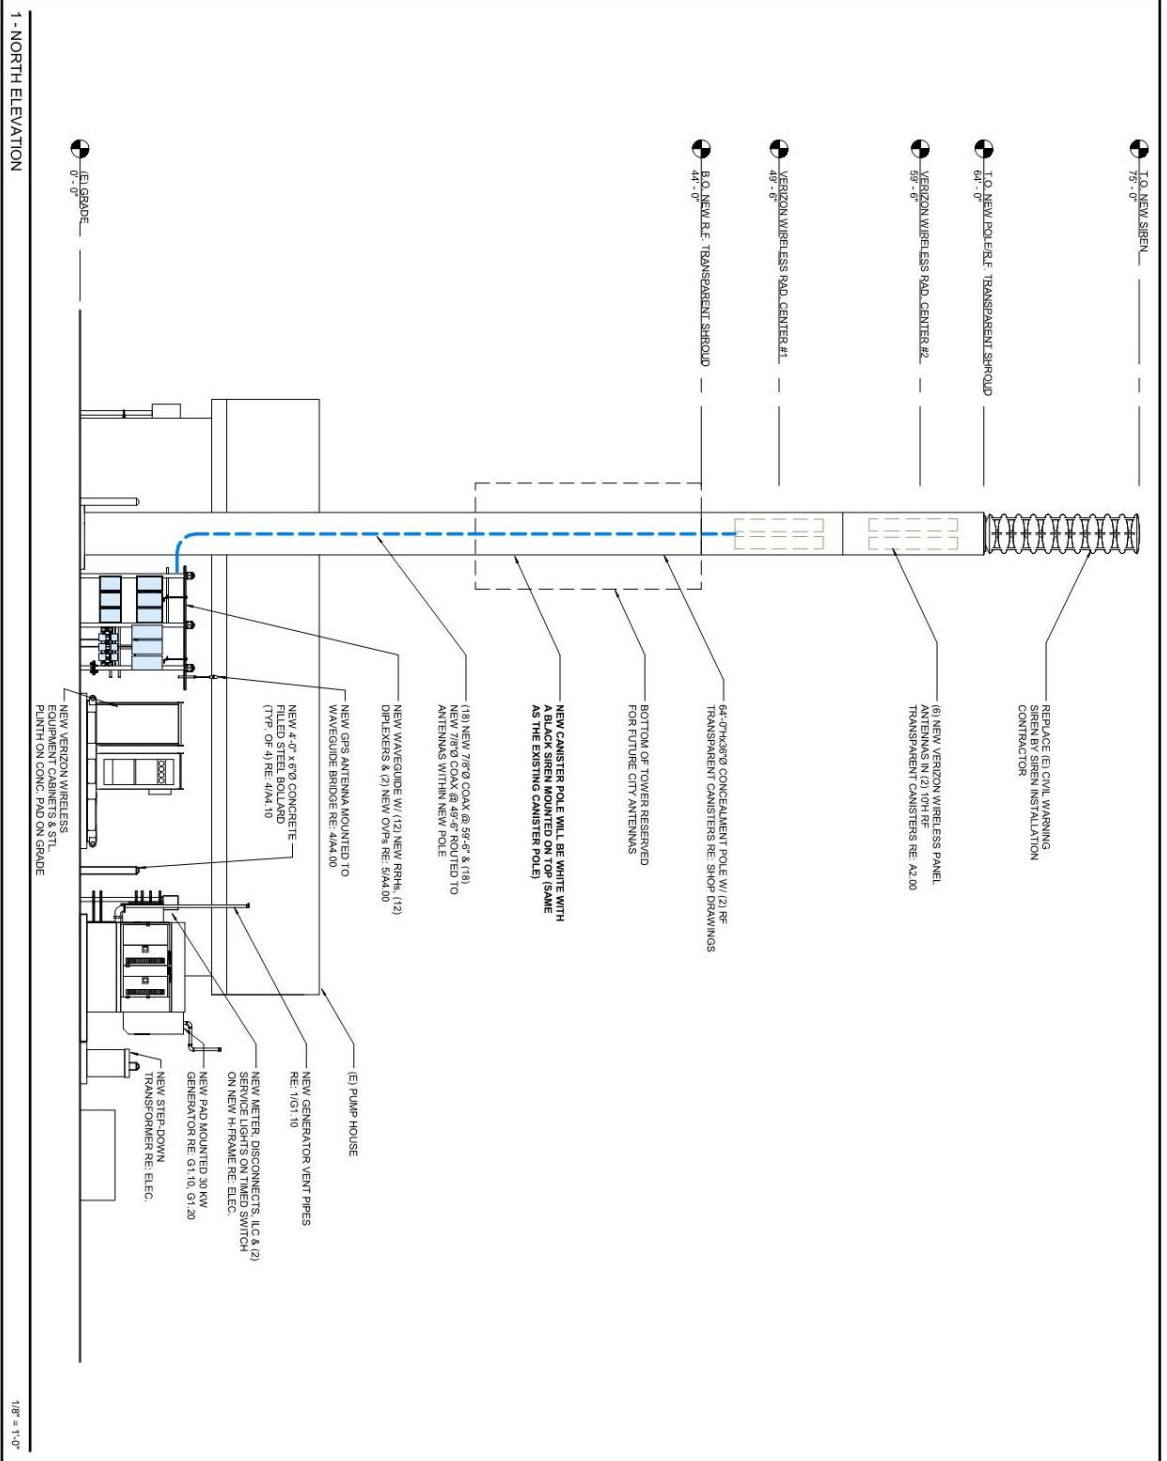 T.O. NEW SIREN
75' - 0"
T.O. NEW POLE/R.F. TRANSPARENT SHROUD
64' - 0"
VERIZON WIRELESS RAD. CENTER #2
59' - 6"
VERIZON WIRELESS RAD. CENTER #1
49' - 6"
B.O. NEW R.F. TRANSPARENT SHROUD
44' - 0"
(E) GRADE
0' - 0"
REPLACE (E) CIVIL WARNING
SIREN BY SIREN INSTALLATION
CONTRACTOR
(6) NEW VERIZON WIRELESS PANEL
ANTENNAS IN (2) 10'H RF
TRANSPARENT CANISTERS RE: A2.00
64'-0"Hx36"Ø CONCEALMENT POLE W/ (2) RF
TRANSPARENT CANISTERS RE: SHOP DRAWINGS
BOTTOM OF TOWER RESERVED
FOR FUTURE CITY ANTENNAS
NEW CANISTER POLE WILL BE WHITE WITH
A BLACK SIREN MOUNTED ON TOP (SAME
AS THE EXISTING CANISTER POLE)
(18) NEW 7/8"Ø COAX @ 59'-6" & (18)
NEW 7/8"Ø COAX @ 49'-6" ROUTED TO
ANTENNAS WITHIN NEW POLE
NEW WAVEGUIDE W/ (12) NEW RRHs, (12)
DIPLEXERS & (2) NEW OVPs RE: 5/A4.00
NEW GPS ANTENNA MOUNTED TO
WAVEGUIDE BRIDGE RE: 4/A4.00
NEW 4'-0" x 6"Ø CONCRETE
FILLED STEEL BOLLARD
(TYP. OF 4) RE: 4/A4.10
NEW VERIZON WIRELESS
EQUIPMENT CABINETS & STL.
PLINTH ON CONC. PAD ON GRADE
(E) PUMP HOUSE
NEW GENERATOR VENT PIPES
RE: 1/G1.10
NEW METER, DISCONNECTS, ILC & (2)
SERVICE LIGHTS ON TIMED SWITCH
ON NEW H-FRAME RE: ELEC.
NEW PAD MOUNTED 30 KW
GENERATOR RE: G1.10, G1.20
NEW STEP-DOWN
TRANSFORMER RE: ELEC.
1 - NORTH ELEVATION
1/8" = 1'-0"